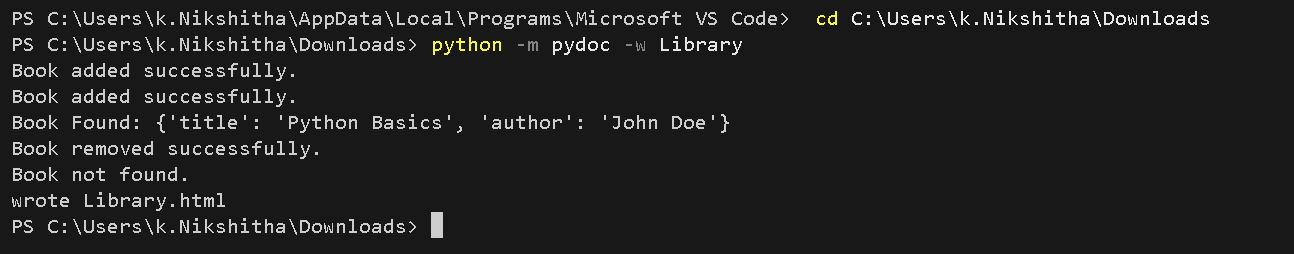 PS C:\Users\k.Nikshitha\AppData\Local\Programs\Microsoft VS Code>  cd C:\Users\k.Nikshitha\Downloads
PS C:\Users\k.Nikshitha\Downloads> python -m pydoc -w Library
Book added successfully.
Book added successfully.
Book Found: {'title': 'Python Basics', 'author': 'John Doe'}
Book removed successfully.
Book not found.
wrote Library.html
PS C:\Users\k.Nikshitha\Downloads>